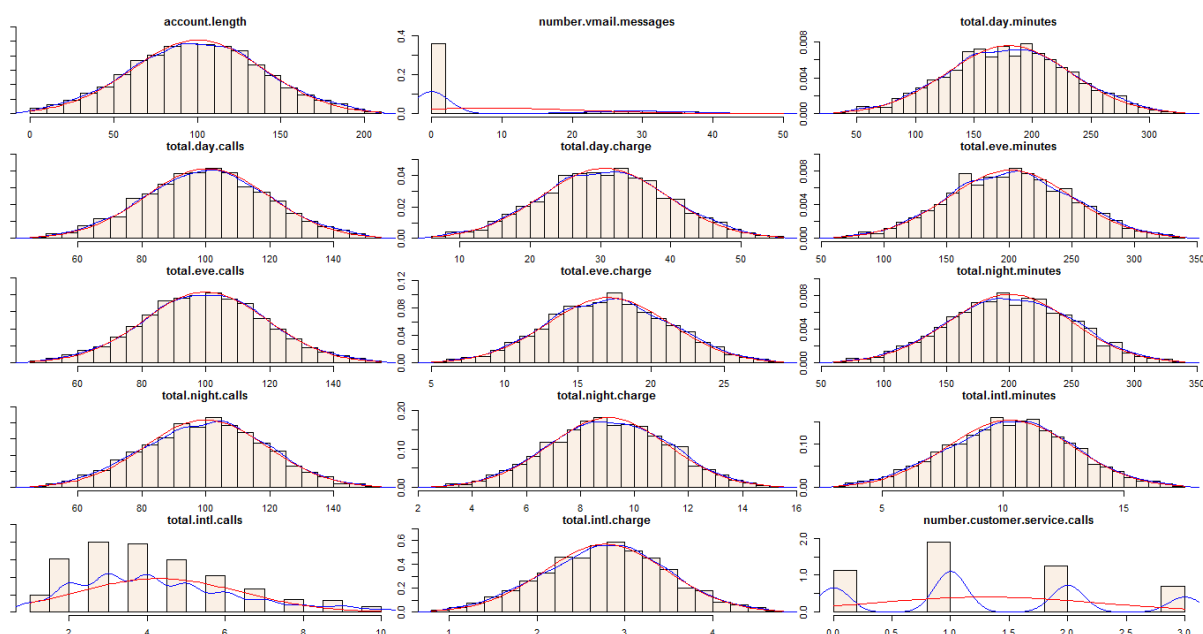 account.length
number.vmail.messages
total.day.minutes
0.4
0.2
0.0
0.008
0.004
0.000
0 50 100 150 200
0 10 20 30 40 50
50 100 150 200 250 300
total.day.calls
total.day.charge
total.eve.minutes
0.04
0.02
0.00
0.008
0.004
0.000
60 80 100 120 140
10 20 30 40 50
50 100 150 200 250 300 350
total.eve.calls
total.eve.charge
total.night.minutes
0.12
0.08
0.04
0.00
0.008
0.004
0.000
60 80 100 120 140
5 10 15 20 25
50 100 150 200 250 300 350
total.night.calls
total.night.charge
total.intl.minutes
0.20
0.10
0.00
0.10
0.00
60 80 100 120 140
2 4 6 8 10 12 14 16
5 10 15
total.intl.calls
total.intl.charge
number.customer.service.calls
0.6
0.4
0.2
0.0
2.0
1.0
0.0
2 4 6 8 10
1 2 3 4
0.0 0.5 1.0 1.5 2.0 2.5 3.0